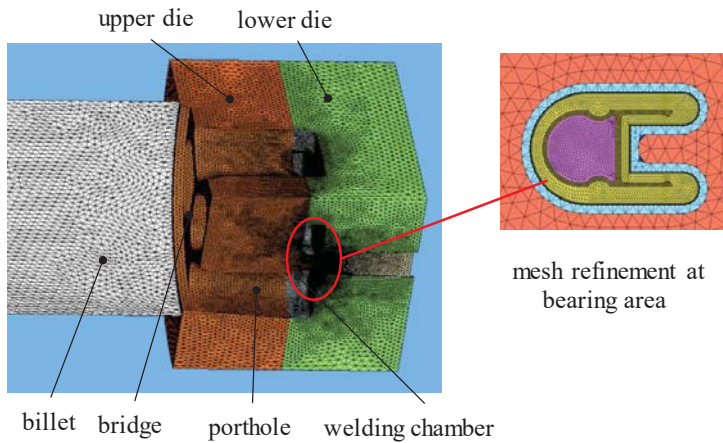 upper die
lower die
mesh refinement at
bearing area
billet
bridge
porthole
welding chamber